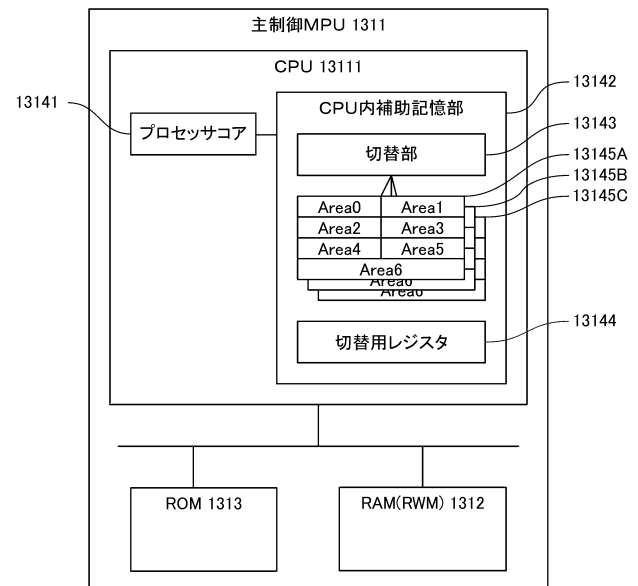 主制御MPU 1311
CPU 13111
13141
プロセッサコア
CPU内補助記憶部
13142
切替部
13143
13145A
13145B
13145C
Area0 Area1
Area2 Area3
Area4 Area5
Area6
Area6
Area6
切替用レジスタ
13144
ROM 1313
RAM(RWM) 1312